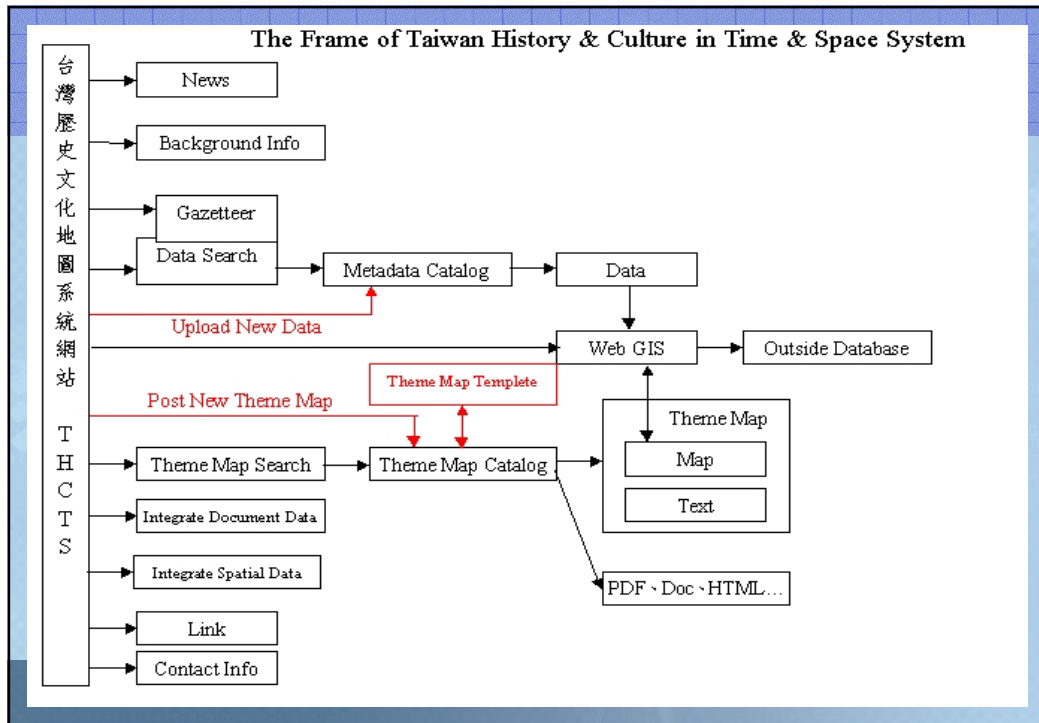 The Frame of Taiwan History & Culture in Time & Space System
台灣歷史文化地圖系統網站 THCTS
News
Background Info
Gazetteer
Data Search
Metadata Catalog
Data
Upload New Data
Web GIS
Outside Database
Theme Map Templete
Post New Theme Map
Theme Map
Theme Map Search
Theme Map Catalog
Map
Text
Integrate Document Data
Integrate Spatial Data
PDF、Doc、HTML...
Link
Contact Info